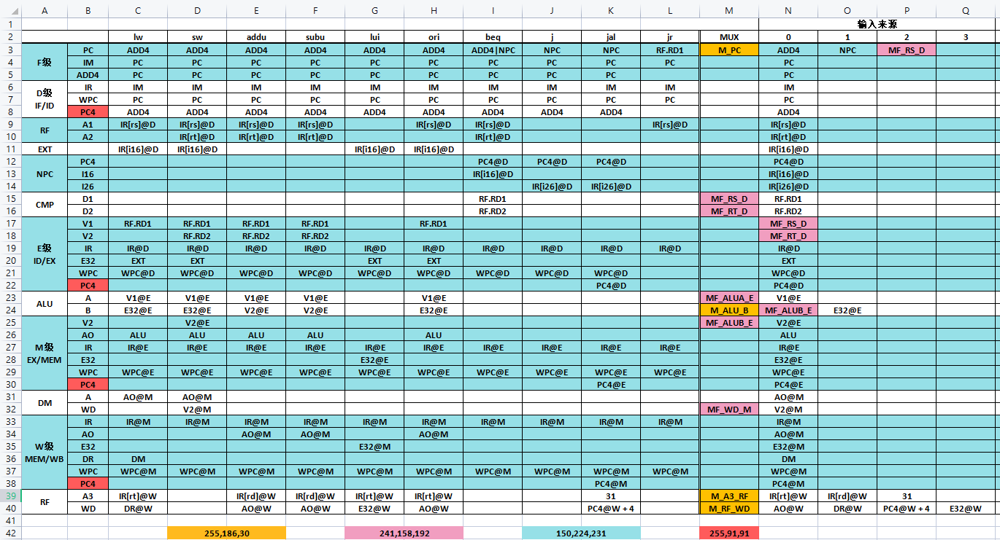 A B C D E F G H I J K L M N O P Q
1 输入来源
2 lw sw addu subu lui ori beq j jal jr MUX 0 1 2 3
3 F级 PC ADD4 ADD4 ADD4 ADD4 ADD4 ADD4 ADD4|NPC NPC NPC RF.RD1 M_PC ADD4 NPC MF_RS_D
4 IM PC PC PC PC PC PC PC PC PC PC PC
5 ADD4 PC PC PC PC PC PC PC PC PC PC
6 D级 IR IM IM IM IM IM IM IM IM IM IM IM
7 IF/ID WPC PC PC PC PC PC PC PC PC PC PC PC
8 PC4 ADD4 ADD4 ADD4 ADD4 ADD4 ADD4 ADD4 ADD4 ADD4 ADD4
9 RF A1 IR[rs]@D IR[rs]@D IR[rs]@D IR[rs]@D IR[rs]@D IR[rs]@D IR[rs]@D IR[rs]@D
10 A2 IR[rt]@D IR[rt]@D IR[rt]@D IR[rt]@D IR[rt]@D
11 EXT IR[i16]@D IR[i16]@D IR[i16]@D IR[i16]@D IR[i16]@D
12 NPC PC4 PC4@D PC4@D PC4@D PC4@D
13 I16 IR[i16]@D IR[i16]@D
14 I26 IR[i26]@D IR[i26]@D IR[i26]@D
15 CMP D1 RF.RD1 MF_RS_D RF.RD1
16 D2 RF.RD2 MF_RT_D RF.RD2
17 E级 V1 RF.RD1 RF.RD1 RF.RD1 RF.RD1 RF.RD1 MF_RS_D
18 ID/EX V2 RF.RD2 RF.RD2 RF.RD2 MF_RT_D
19 IR IR@D IR@D IR@D IR@D IR@D IR@D IR@D IR@D IR@D IR@D IR@D
20 E32 EXT EXT EXT EXT EXT
21 WPC WPC@D WPC@D WPC@D WPC@D WPC@D WPC@D WPC@D WPC@D WPC@D WPC@D
22 PC4 PC4@D PC4@D
23 ALU A V1@E V1@E V1@E V1@E V1@E MF_ALUA_E V1@E
24 B E32@E E32@E V2@E V2@E E32@E M_ALU_B MF_ALUB_E E32@E
25 M级 V2 V2@E MF_ALUB_E V2@E
26 EX/MEM AO ALU ALU ALU ALU ALU ALU
27 IR IR@E IR@E IR@E IR@E IR@E IR@E IR@E IR@E IR@E IR@E IR@E
28 E32 E32@E E32@E
29 WPC WPC@E WPC@E WPC@E WPC@E WPC@E WPC@E WPC@E WPC@E WPC@E WPC@E WPC@E
30 PC4 PC4@E PC4@E
31 DM A AO@M AO@M AO@M
32 WD V2@M MF_WD_M V2@M
33 W级 IR IR@M IR@M IR@M IR@M IR@M IR@M IR@M IR@M IR@M IR@M IR@M
34 MEM/WB AO AO@M AO@M AO@M AO@M
35 E32 E32@M E32@M
36 DR DM DM
37 WPC WPC@M WPC@M WPC@M WPC@M WPC@M WPC@M WPC@M WPC@M WPC@M WPC@M WPC@M
38 PC4 PC4@M PC4@M
39 RF A3 IR[rt]@W IR[rd]@W IR[rd]@W IR[rt]@W IR[rt]@W 31 M_A3_RF IR[rt]@W IR[rd]@W 31
40 WD DR@W AO@W AO@W E32@W AO@W PC4@W + 4 M_RF_WD AO@W DR@W PC4@W + 4 E32@W
41
42 255,186,30 241,158,192 150,224,231 255,91,91